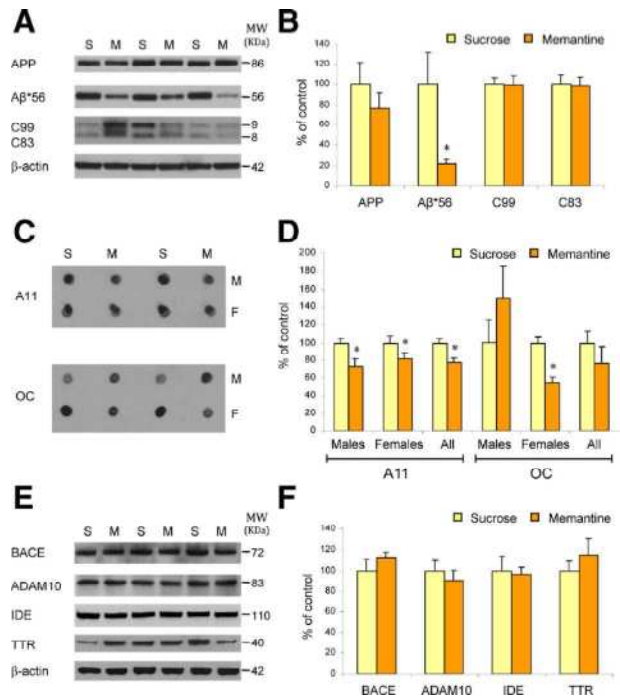 A
S M S M S M MW (KDa)
APP 86
Aβ*56 56
C99 9
C83 8
β-actin 42
B
Sucrose Memantine
% of control
140
120
100
80
60
40
20
0
*
APP Aβ*56 C99 C83
C
S M S M
A11 M
F
OC M
F
D
Sucrose Memantine
% of control
200
180
160
140
120
100
80
60
40
20
0
* * * *
Males Females All Males Females All
A11 OC
E
S M S M S M MW (KDa)
BACE 72
ADAM10 83
IDE 110
TTR 40
β-actin 42
F
Sucrose Memantine
% of control
140
120
100
80
60
40
20
0
BACE ADAM10 IDE TTR